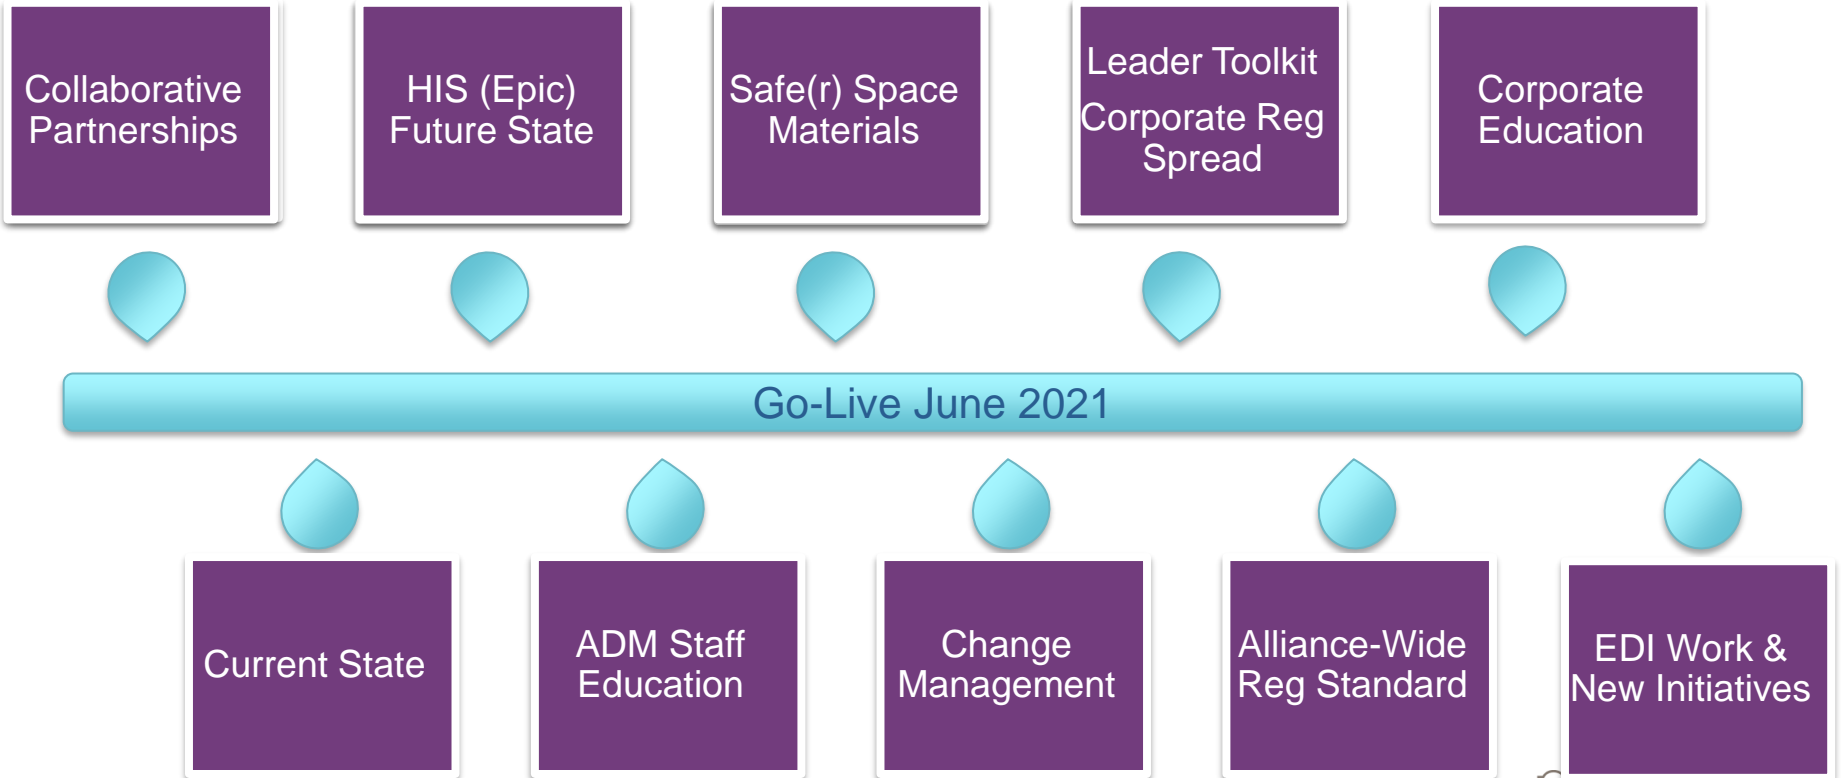 Collaborative
Partnerships
HIS (Epic)
Future State
Safe(r) Space
Materials
Leader Toolkit
Corporate Reg
Spread
Corporate
Education
Go-Live June 2021
Current State
ADM Staff
Education
Change
Management
Alliance-Wide
Reg Standard
EDI Work &
New Initiatives